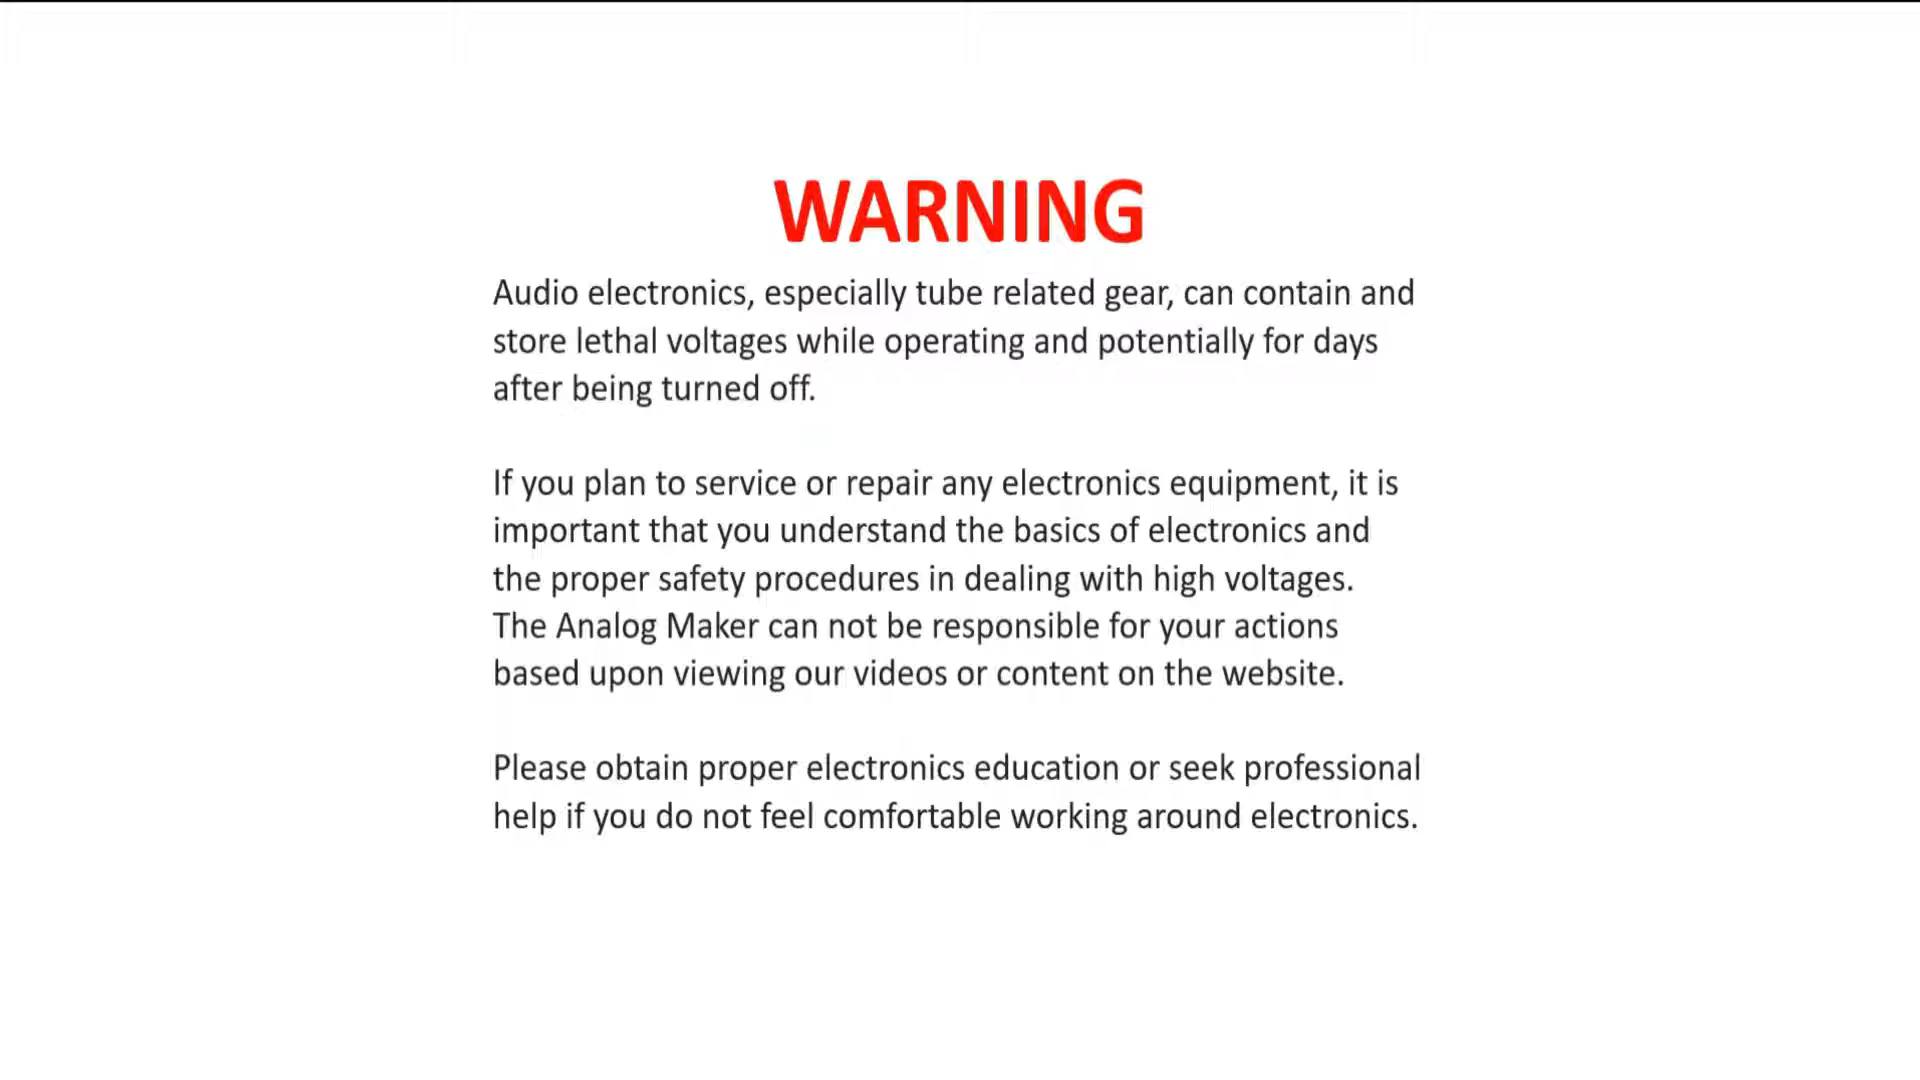 WARNING
Audio electronics, especially tube related gear, can contain and
store lethal voltages while operating and potentially for days
after being turned off.
If you plan to service or repair any electronics equipment, it is
important that you understand the basics of electronics and
the proper safety procedures in dealing with high voltages.
The Analog Maker can not be responsible for your actions
based upon viewing our videos or content on the website.
Please obtain proper electronics education or seek professional
help if you do not feel comfortable working around electronics.